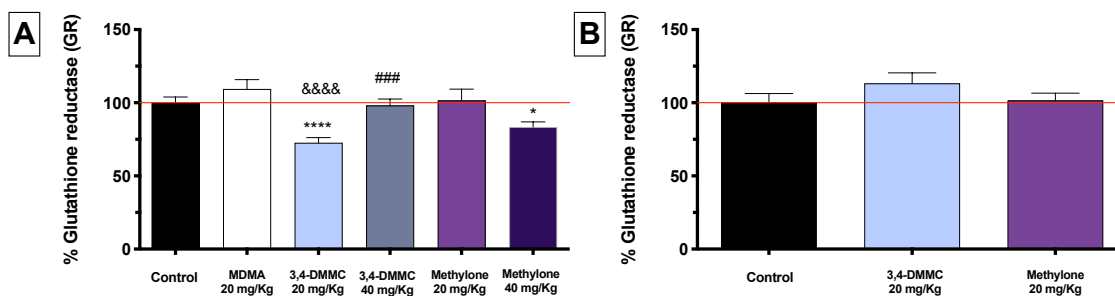 A
% Glutathione reductase (GR)
150
100
50
0
&&&&
****
###
*
Control
MDMA
20 mg/Kg
3,4-DMMC
20 mg/Kg
3,4-DMMC
40 mg/Kg
Methylone
20 mg/Kg
Methylone
40 mg/Kg
B
% Glutathione reductase (GR)
150
100
50
0
Control
3,4-DMMC
20 mg/Kg
Methylone
20 mg/Kg